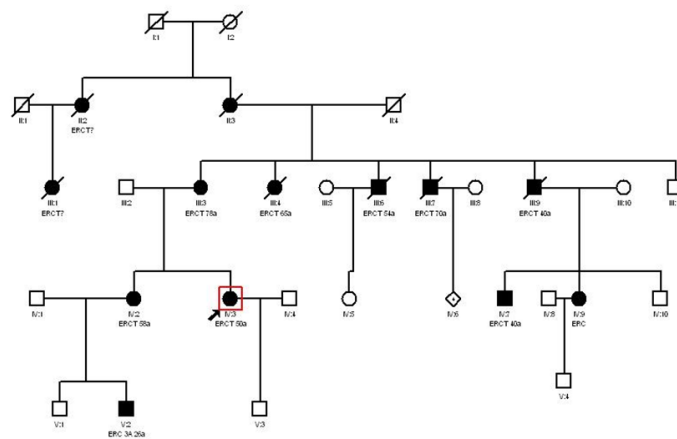 I:1 I:2
II:1 II:2 II:3 II:4
ERCT?
III:1 III:2 III:3 III:4 III:5 III:6 III:7 III:8 III:9 III:10
ERCT? ERCT 78a ERCT 65a ERCT 54a ERCT 70a ERCT 40a
IV:1 IV:2 IV:3 IV:4 IV:5 IV:6 IV:7 IV:8 IV:9 IV:10
ERCT 58a ERCT 50a ERCT 40a ERC
V:4
V:1 V:2 V:3
ERC 3A 26a